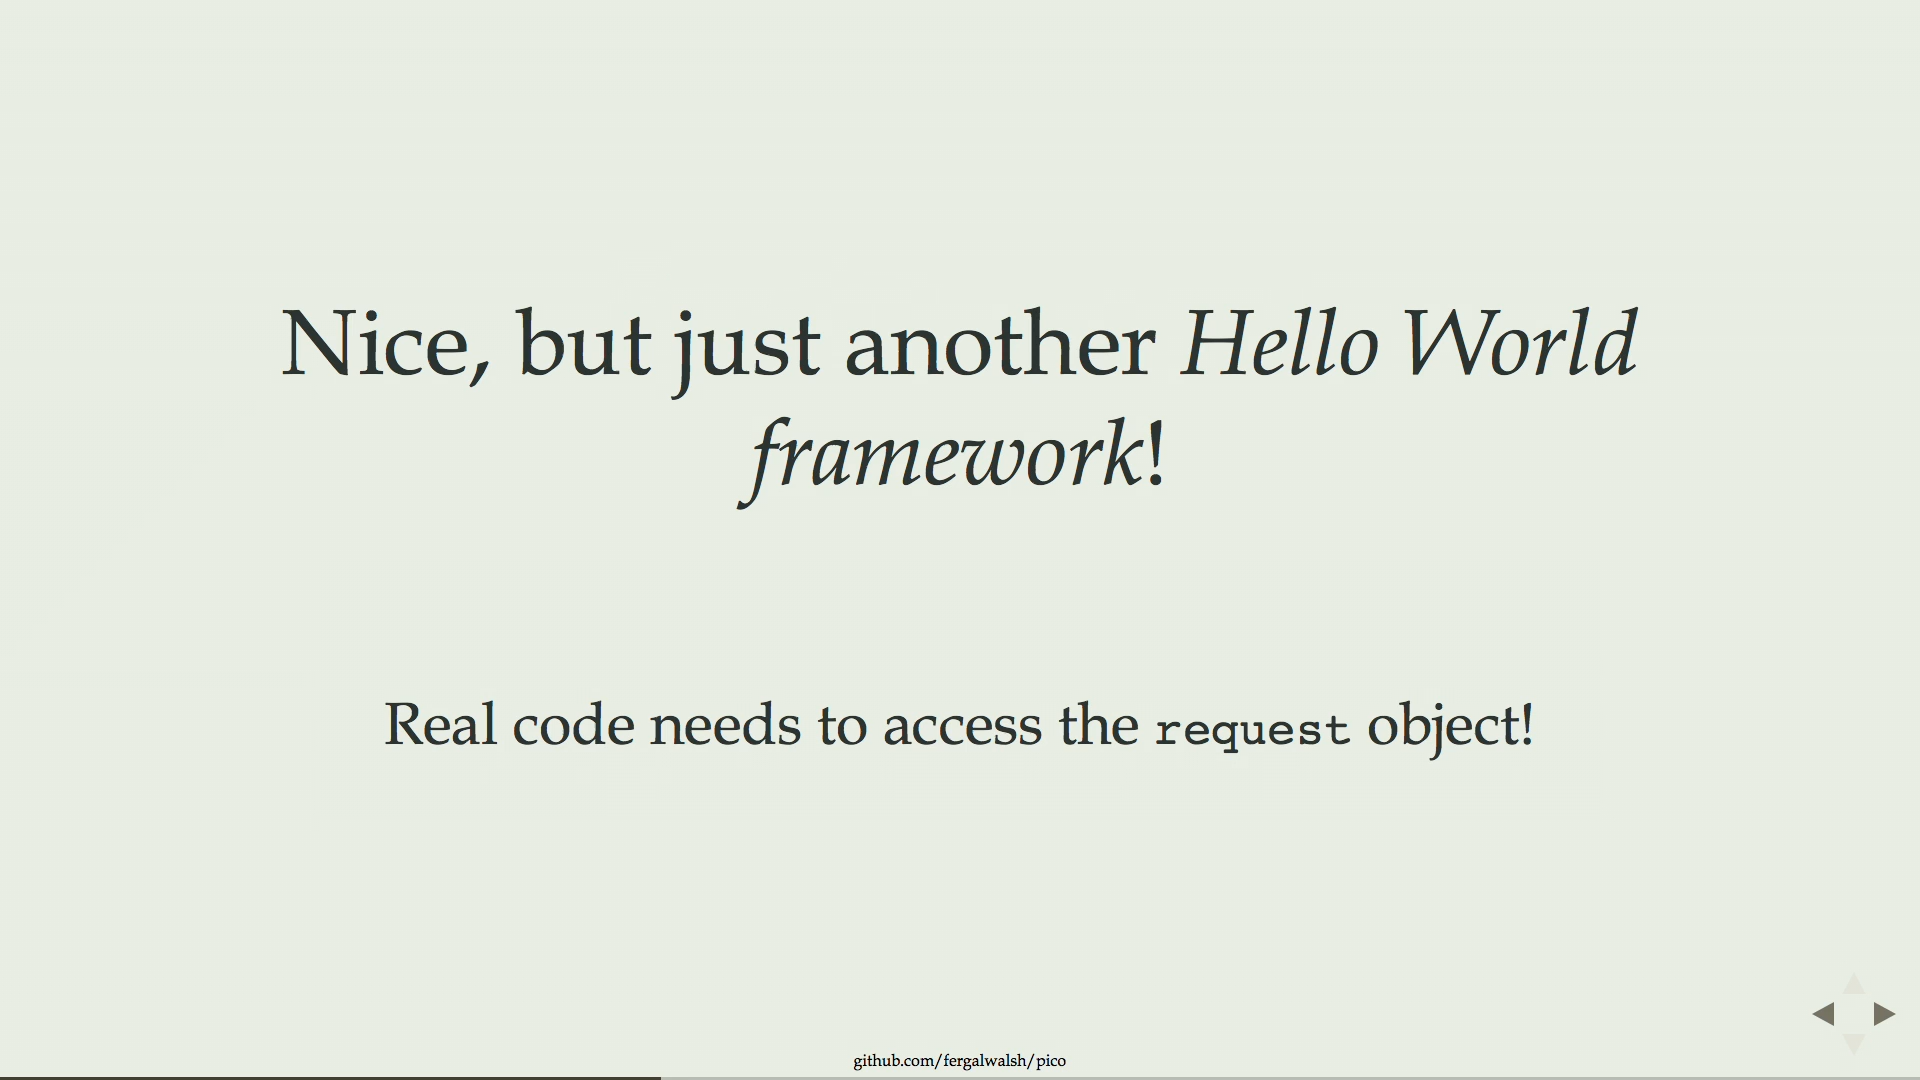 Nice, but just another Hello World
framework!
Real code needs to access the request object!
github.com/fergalwalsh/pico